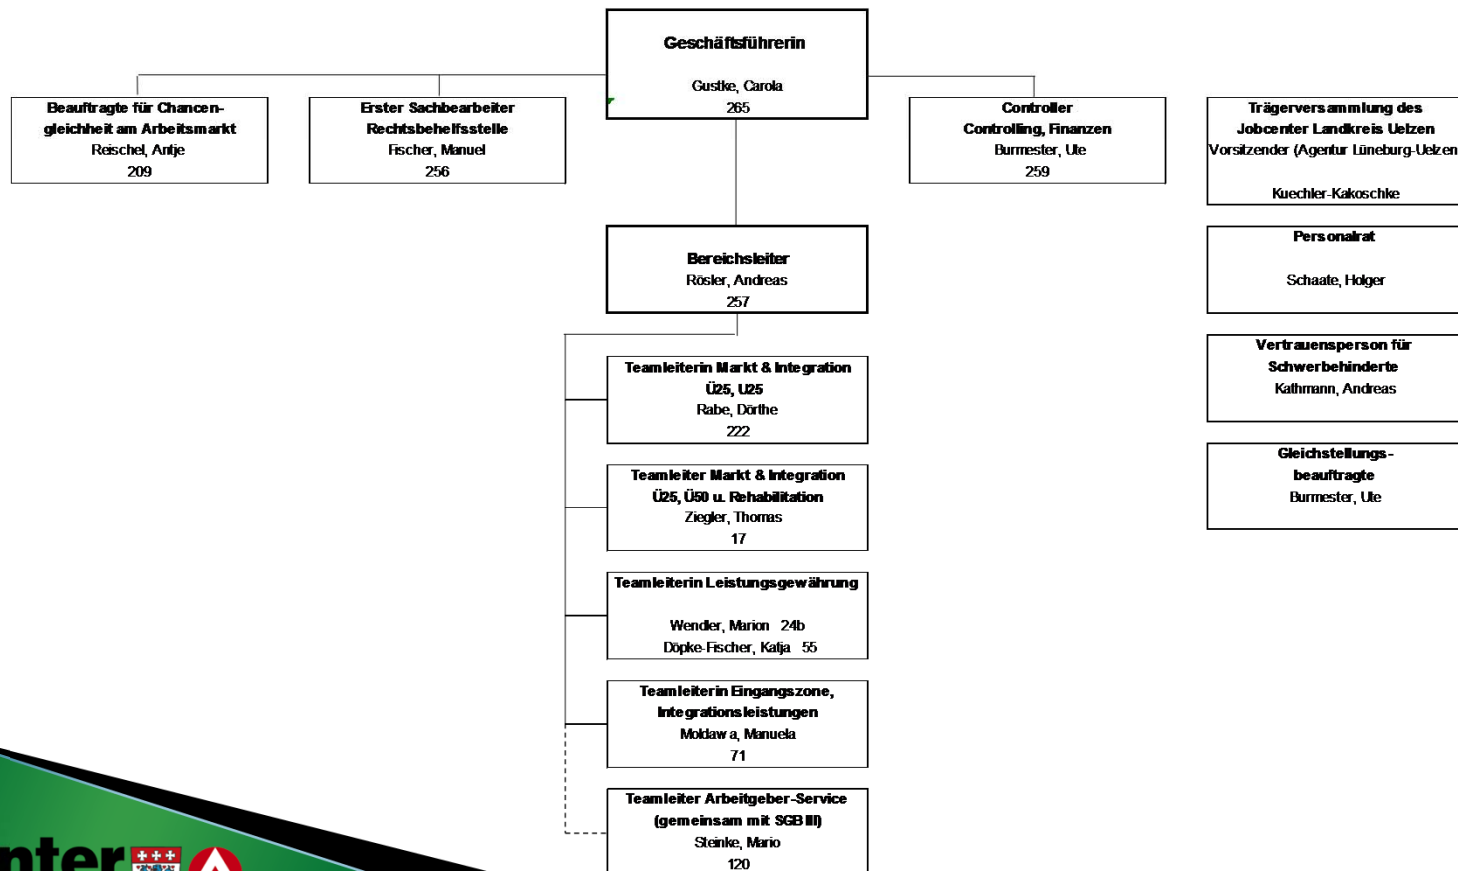 Geschäftsführerin
Gustke, Carola
265
Beauftragte für Chancen-
gleichheit am Arbeitsmarkt
Reischel, Antje
209
Erster Sachbearbeiter
Rechtsbehelfsstelle
Fischer, Manuel
256
Controller
Controlling, Finanzen
Burmester, Ute
259
Trägerversammlung des
Jobcenter Landkreis Uelzen
Vorsitzender (Agentur Lüneburg-Uelzen
Kuechler-Kakoschke
Bereichsleiter
Rösler, Andreas
257
Personalrat
Schaate, Holger
Vertrauensperson für
Schwerbehinderte
Kathmann, Andreas
Gleichstellungs-
beauftragte
Burmester, Ute
Teamleiterin Markt & Integration
Ü25, U25
Rabe, Dörthe
222
Teamleiter Markt & Integration
Ü25, Ü50 u. Rehabilitation
Ziegler, Thomas
17
Teamleiterin Leistungsgewährung
Wendler, Marion 24b
Döpke-Fischer, Katja 55
Teamleiterin Eingangszone,
Integrationsleistungen
Moldawa, Manuela
71
Teamleiter Arbeitgeber-Service
(gemeinsam mit SGB III)
Steinke, Mario
120
nter